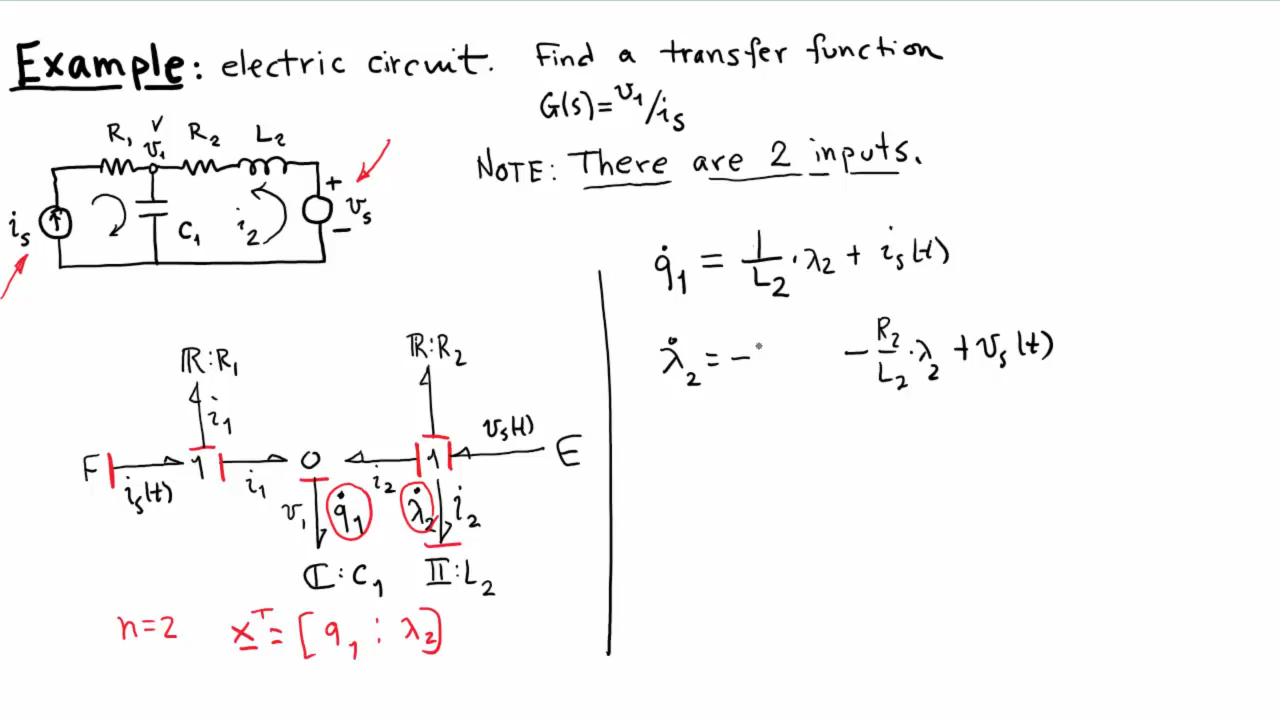 Example: electric circuit. Find a transfer function
G(s)=v₁/iₛ
NOTE: There are 2 inputs.
R₁ v₁ R₂ L₂
iₛ C₁ i₂ + vₛ −
q̇₁ = 1/L₂ · λ₂ + iₛ(t)
λ̇₂ = − − R₂/L₂ · λ₂ + vₛ(t)
ℝ:R₁ ℝ:R₂
i₁ vₛ(t)
F 1 0 1 E
iₛ(t) i₁ i₂
v₁ q̇₁ λ̇₂ i₂
ℂ:C₁ 𝕀:L₂
n=2 xᵀ = [q₁ ⋮ λ₂]